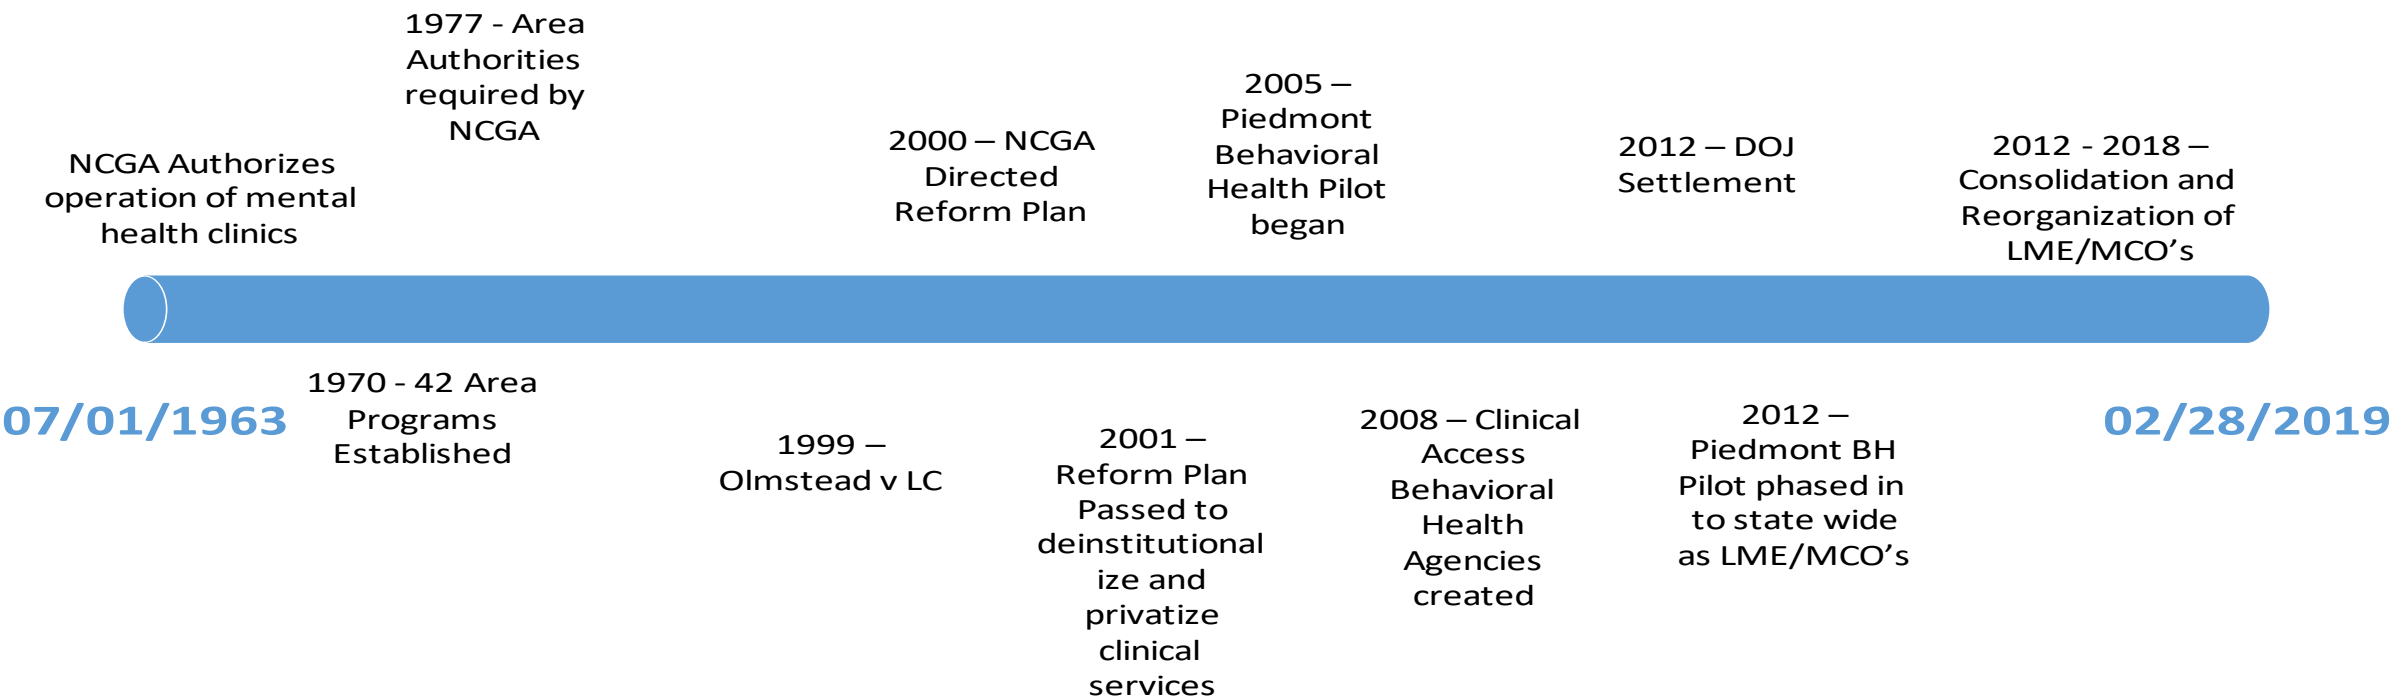 1977 - Area
Authorities
required by
NCGA
NCGA Authorizes
operation of mental
health clinics
2000 – NCGA
Directed
Reform Plan
2005 –
Piedmont
Behavioral
Health Pilot
began
2012 – DOJ
Settlement
2012 - 2018 –
Consolidation and
Reorganization of
LME/MCO’s
07/01/1963
1970 - 42 Area
Programs
Established
1999 –
Olmstead v LC
2001 –
Reform Plan
Passed to
deinstitutional
ize and
privatize
clinical
services
2008 – Clinical
Access
Behavioral
Health
Agencies
created
2012 –
Piedmont BH
Pilot phased in
to state wide
as LME/MCO’s
02/28/2019